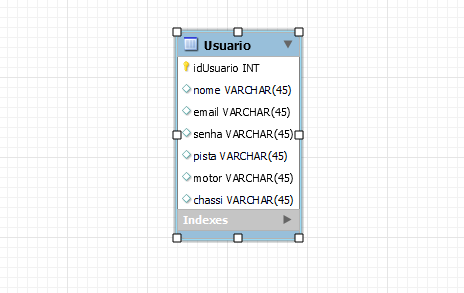 Usuario
idUsuario INT
nome VARCHAR(45)
email VARCHAR(45)
senha VARCHAR(45)
pista VARCHAR(45)
motor VARCHAR(45)
chassi VARCHAR(45)
Indexes